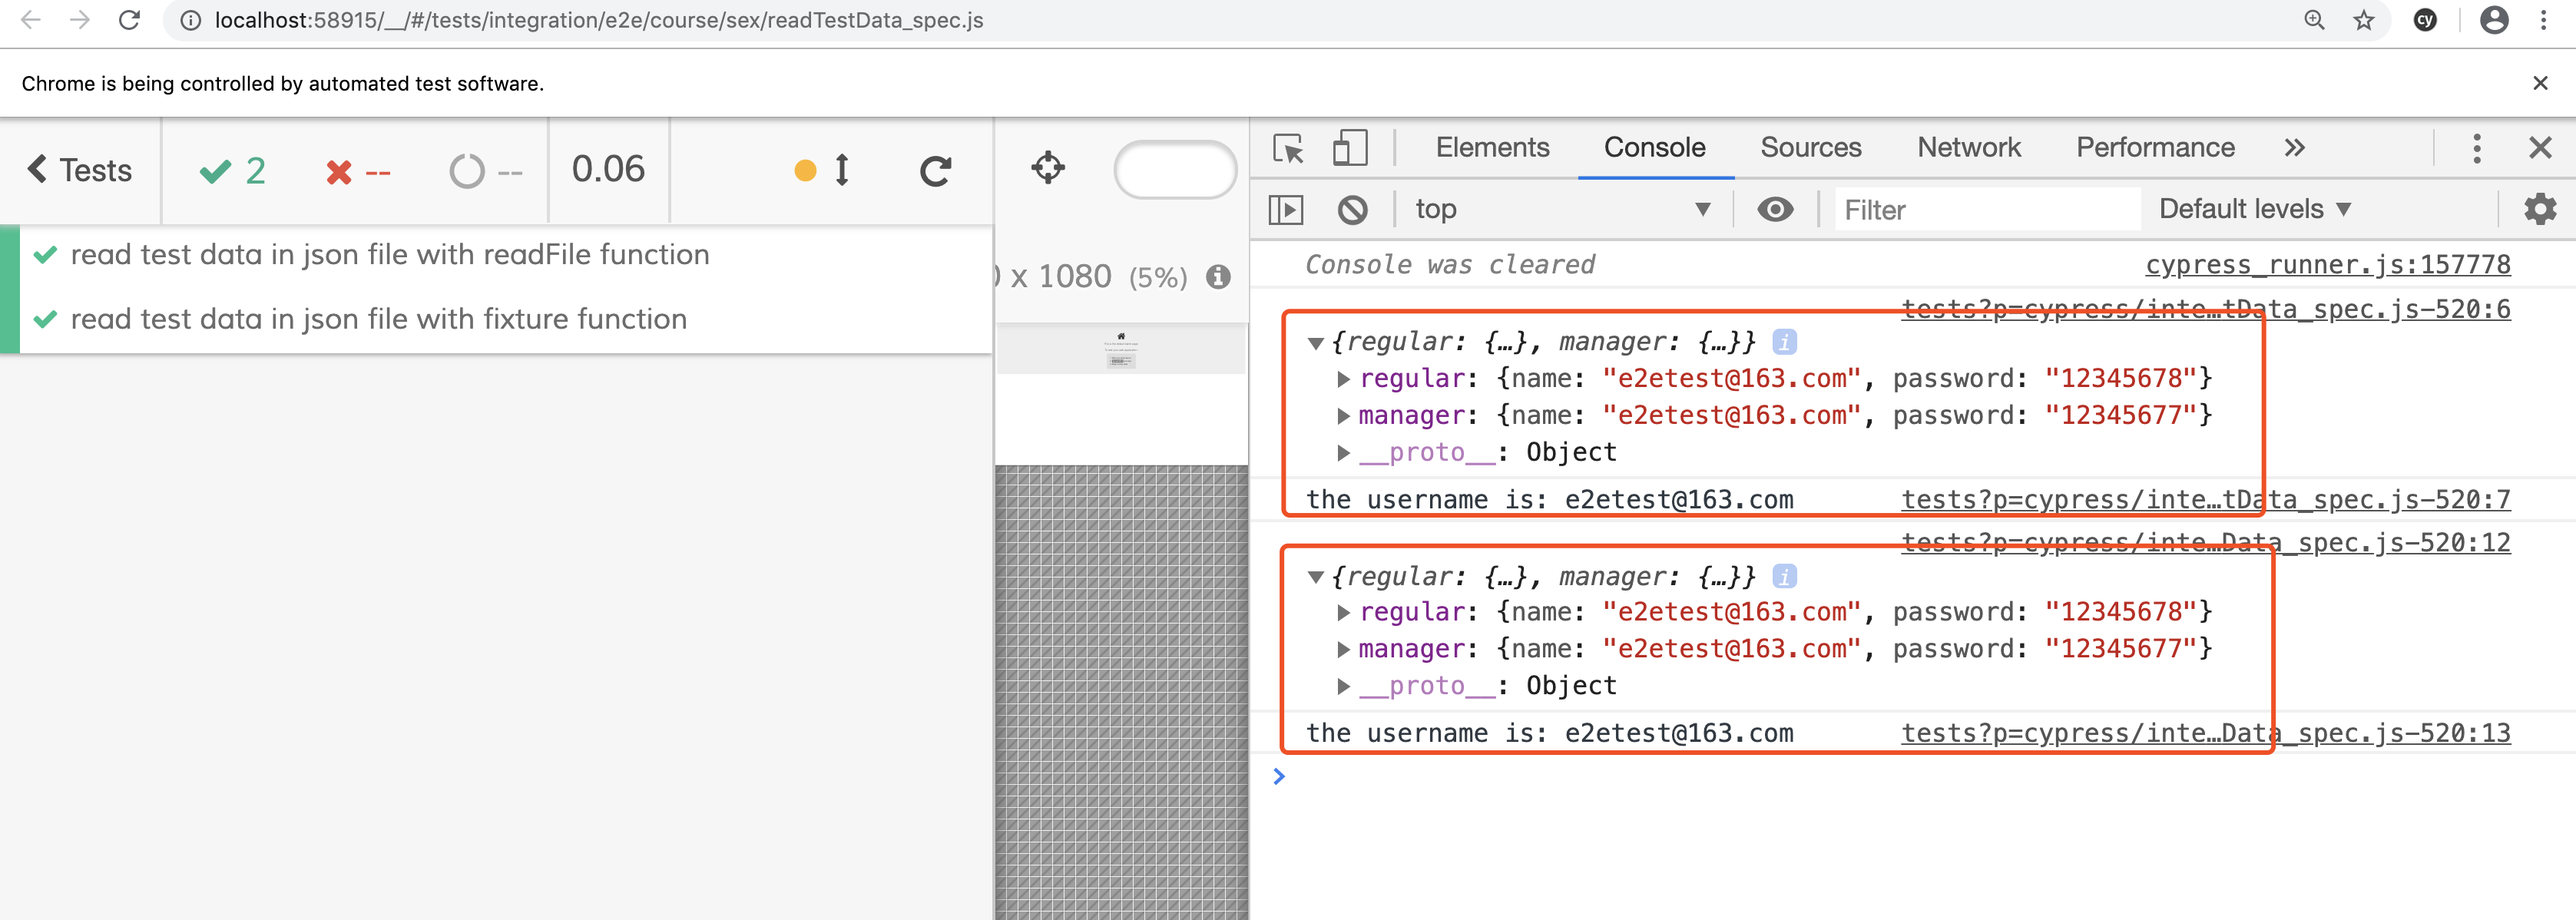 localhost:58915/__/#/tests/integration/e2e/course/sex/readTestData_spec.js
cy
Chrome is being controlled by automated test software.
Tests 2 -- -- 0.06
read test data in json file with readFile function
read test data in json file with fixture function
x 1080 (5%)
Elements Console Sources Network Performance
top Filter Default levels
Console was cleared cypress_runner.js:157778
tests?p=cypress/inte…tData_spec.js-520:6
{regular: {…}, manager: {…}} i
regular: {name: "e2etest@163.com", password: "12345678"}
manager: {name: "e2etest@163.com", password: "12345677"}
__proto__: Object
the username is: e2etest@163.com tests?p=cypress/inte…tData_spec.js-520:7
tests?p=cypress/inte…Data_spec.js-520:12
{regular: {…}, manager: {…}} i
regular: {name: "e2etest@163.com", password: "12345678"}
manager: {name: "e2etest@163.com", password: "12345677"}
__proto__: Object
the username is: e2etest@163.com tests?p=cypress/inte…Data_spec.js-520:13